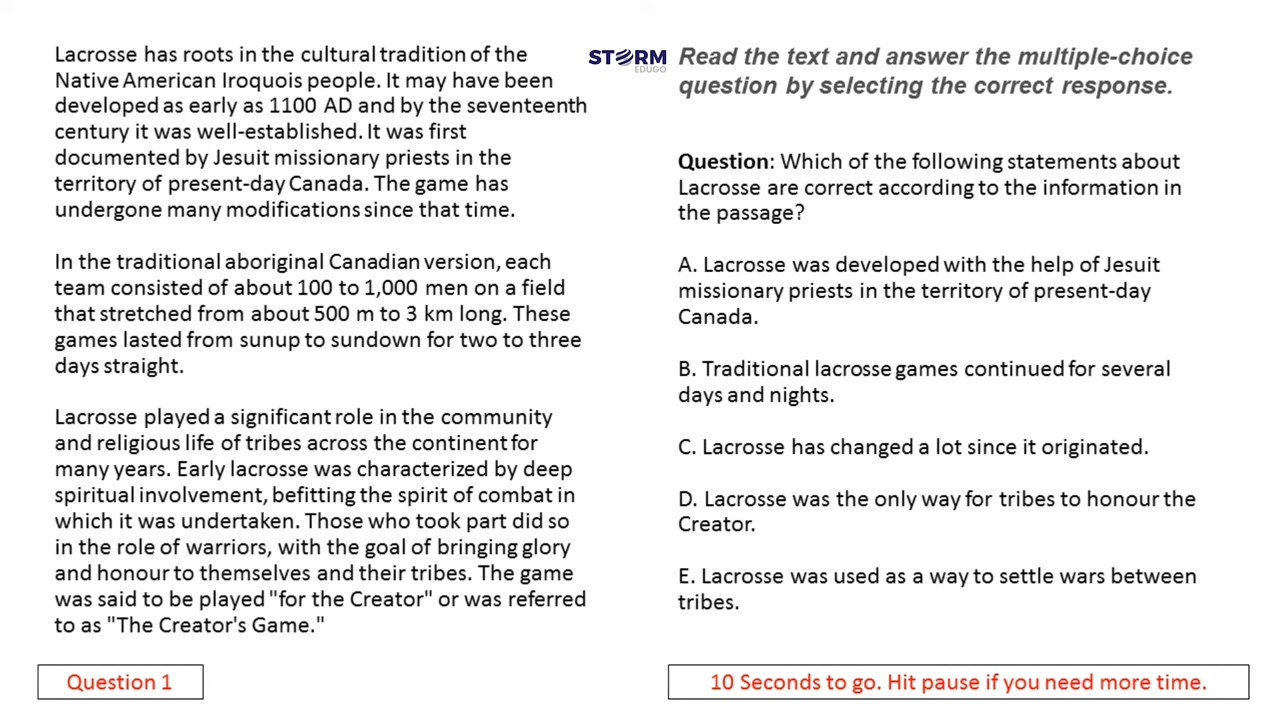 Lacrosse has roots in the cultural tradition of the
Native American Iroquois people. It may have been
developed as early as 1100 AD and by the seventeenth
century it was well-established. It was first
documented by Jesuit missionary priests in the
territory of present-day Canada. The game has
undergone many modifications since that time.
In the traditional aboriginal Canadian version, each
team consisted of about 100 to 1,000 men on a field
that stretched from about 500 m to 3 km long. These
games lasted from sunup to sundown for two to three
days straight.
Lacrosse played a significant role in the community
and religious life of tribes across the continent for
many years. Early lacrosse was characterized by deep
spiritual involvement, befitting the spirit of combat in
which it was undertaken. Those who took part did so
in the role of warriors, with the goal of bringing glory
and honour to themselves and their tribes. The game
was said to be played "for the Creator" or was referred
to as "The Creator's Game."
Question 1
STORM
EDUGO
Read the text and answer the multiple-choice
question by selecting the correct response.
Question: Which of the following statements about
Lacrosse are correct according to the information in
the passage?
A. Lacrosse was developed with the help of Jesuit
missionary priests in the territory of present-day
Canada.
B. Traditional lacrosse games continued for several
days and nights.
C. Lacrosse has changed a lot since it originated.
D. Lacrosse was the only way for tribes to honour the
Creator.
E. Lacrosse was used as a way to settle wars between
tribes.
10 Seconds to go. Hit pause if you need more time.